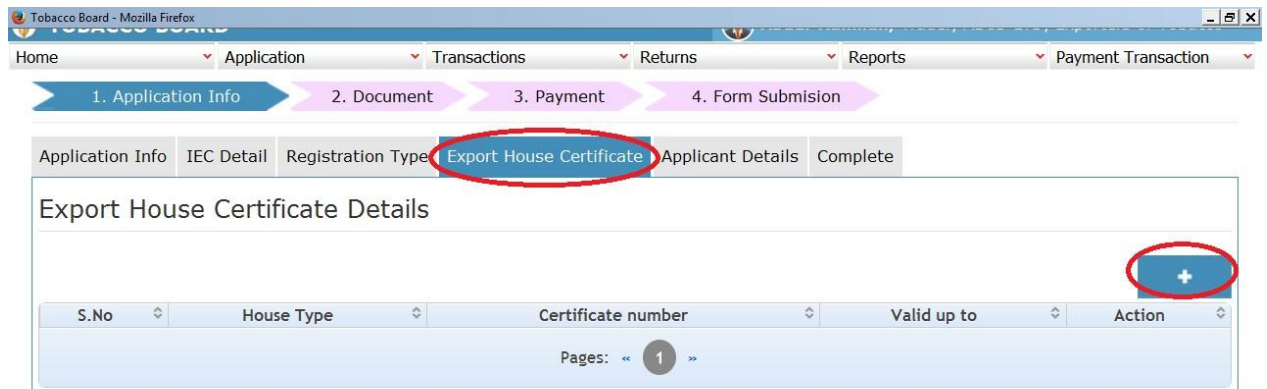 Tobacco Board - Mozilla Firefox
TOBACCO BOARD
Home Application Transactions Returns Reports Payment Transaction
1. Application Info 2. Document 3. Payment 4. Form Submision
Application Info IEC Detail Registration Type Export House Certificate Applicant Details Complete
Export House Certificate Details
+
S.No House Type Certificate number Valid up to Action
Pages: « 1 »